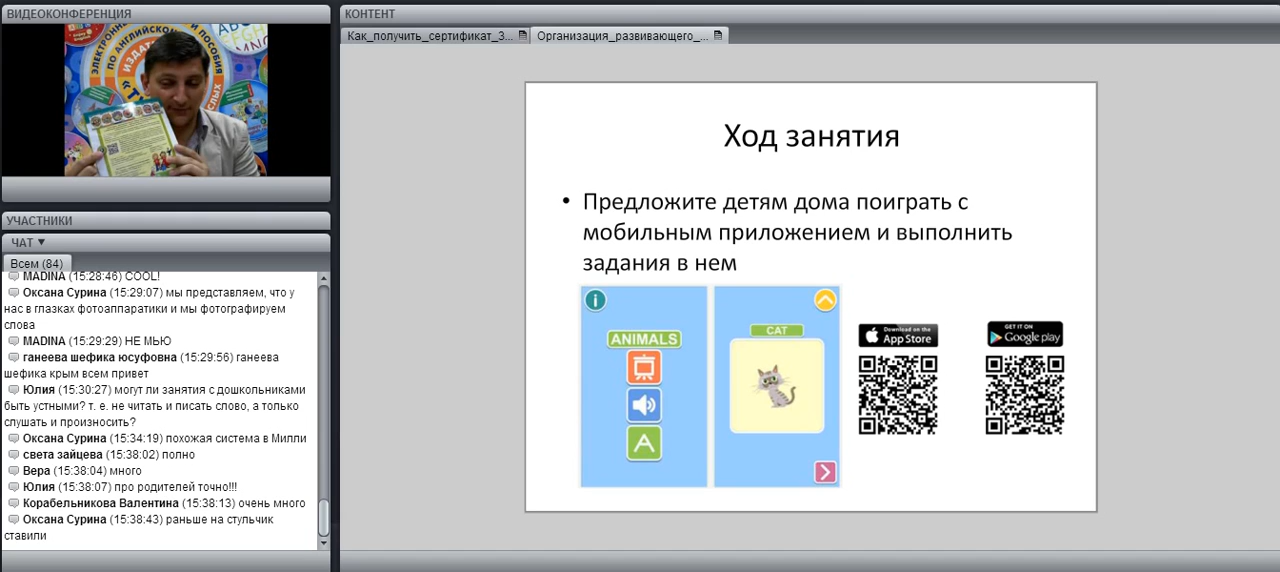 ВИДЕОКОНФЕРЕНЦИЯ
ЭЛЕКТРОННЫЕ
ПОСОБИЯ
ПО АНГЛИЙСКОМ
УЧАСТНИКИ
ЧАТ
Всем (84)
MADINA (15:28:46) COOL!
Оксана Сурина (15:29:07) мы представляем, что у
нас в глазках фотоаппаратики и мы фотографируем
слова
MADINA (15:29:29) НЕ МЬЮ
ганеева шефика юсуфовна (15:29:56) ганеева
шефика крым всем привет
Юлия (15:30:27) могут ли занятия с дошкольниками
быть устными? т. е. не читать и писать слово, а только
слушать и произносить?
Оксана Сурина (15:34:19) похожая система в Милли
света зайцева (15:38:02) полно
Вера (15:38:04) много
Юлия (15:38:07) про родителей точно!!!
Корабельникова Валентина (15:38:13) очень много
Оксана Сурина (15:38:43) раньше на стульчик
ставили
КОНТЕНТ
Как_получить_сертификат_3...
Организация_развивающего_...
Ход занятия
• Предложите детям дома поиграть с
мобильным приложением и выполнить
задания в нем
i
ANIMALS
A
CAT
Download on the
App Store
GET IT ON
Google play